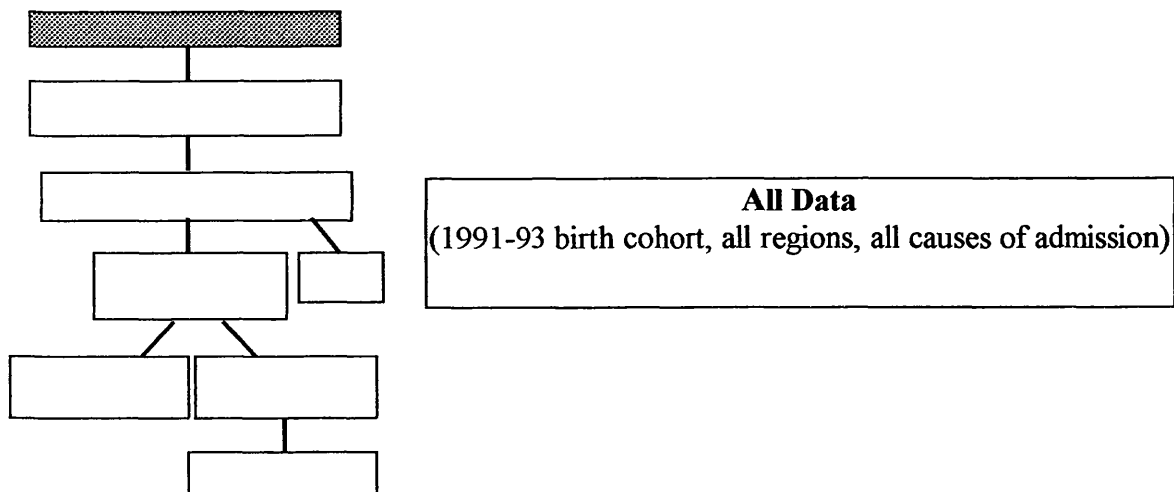 All Data
(1991-93 birth cohort, all regions, all causes of admission)